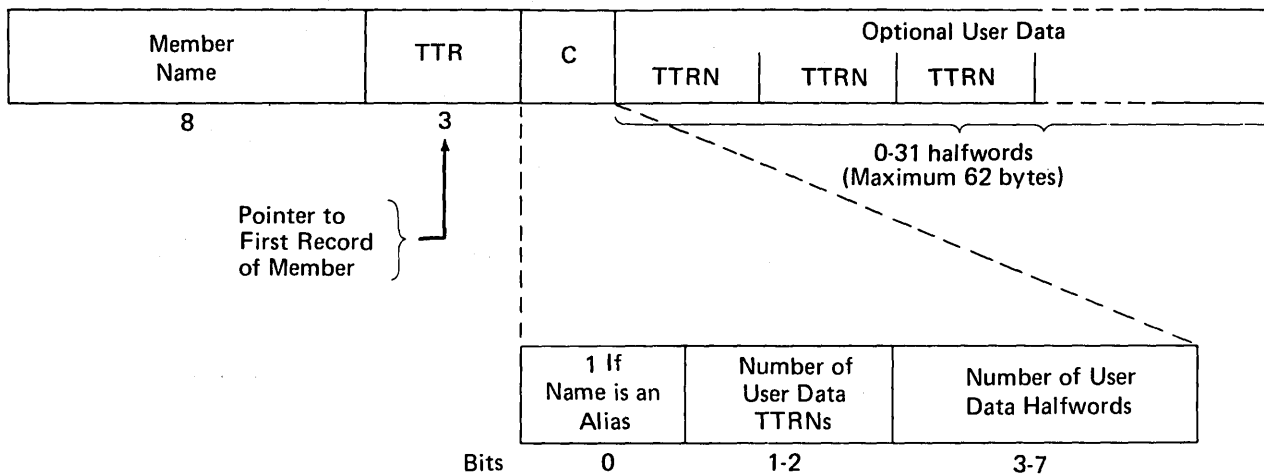 Member
Name
TTR
C
Optional User Data
TTRN
TTRN
TTRN
8
3
0-31 halfwords
(Maximum 62 bytes)
Pointer to
First Record
of Member
1 If
Name is an
Alias
Number of
User Data
TTRNs
Number of User
Data Halfwords
Bits
0
1-2
3-7